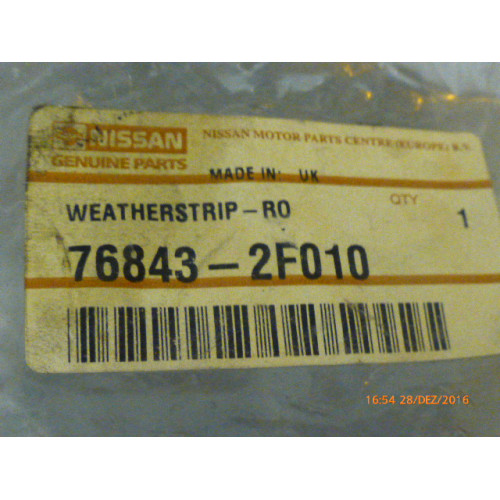 NISSAN
GENUINE PARTS
NISSAN MOTOR PARTS CENTRE (EUROPE) B.V.
MADE IN: UK
WEATHERSTRIP-RO
QTY
1
76843-2F010
16:54 28/DEZ/2016